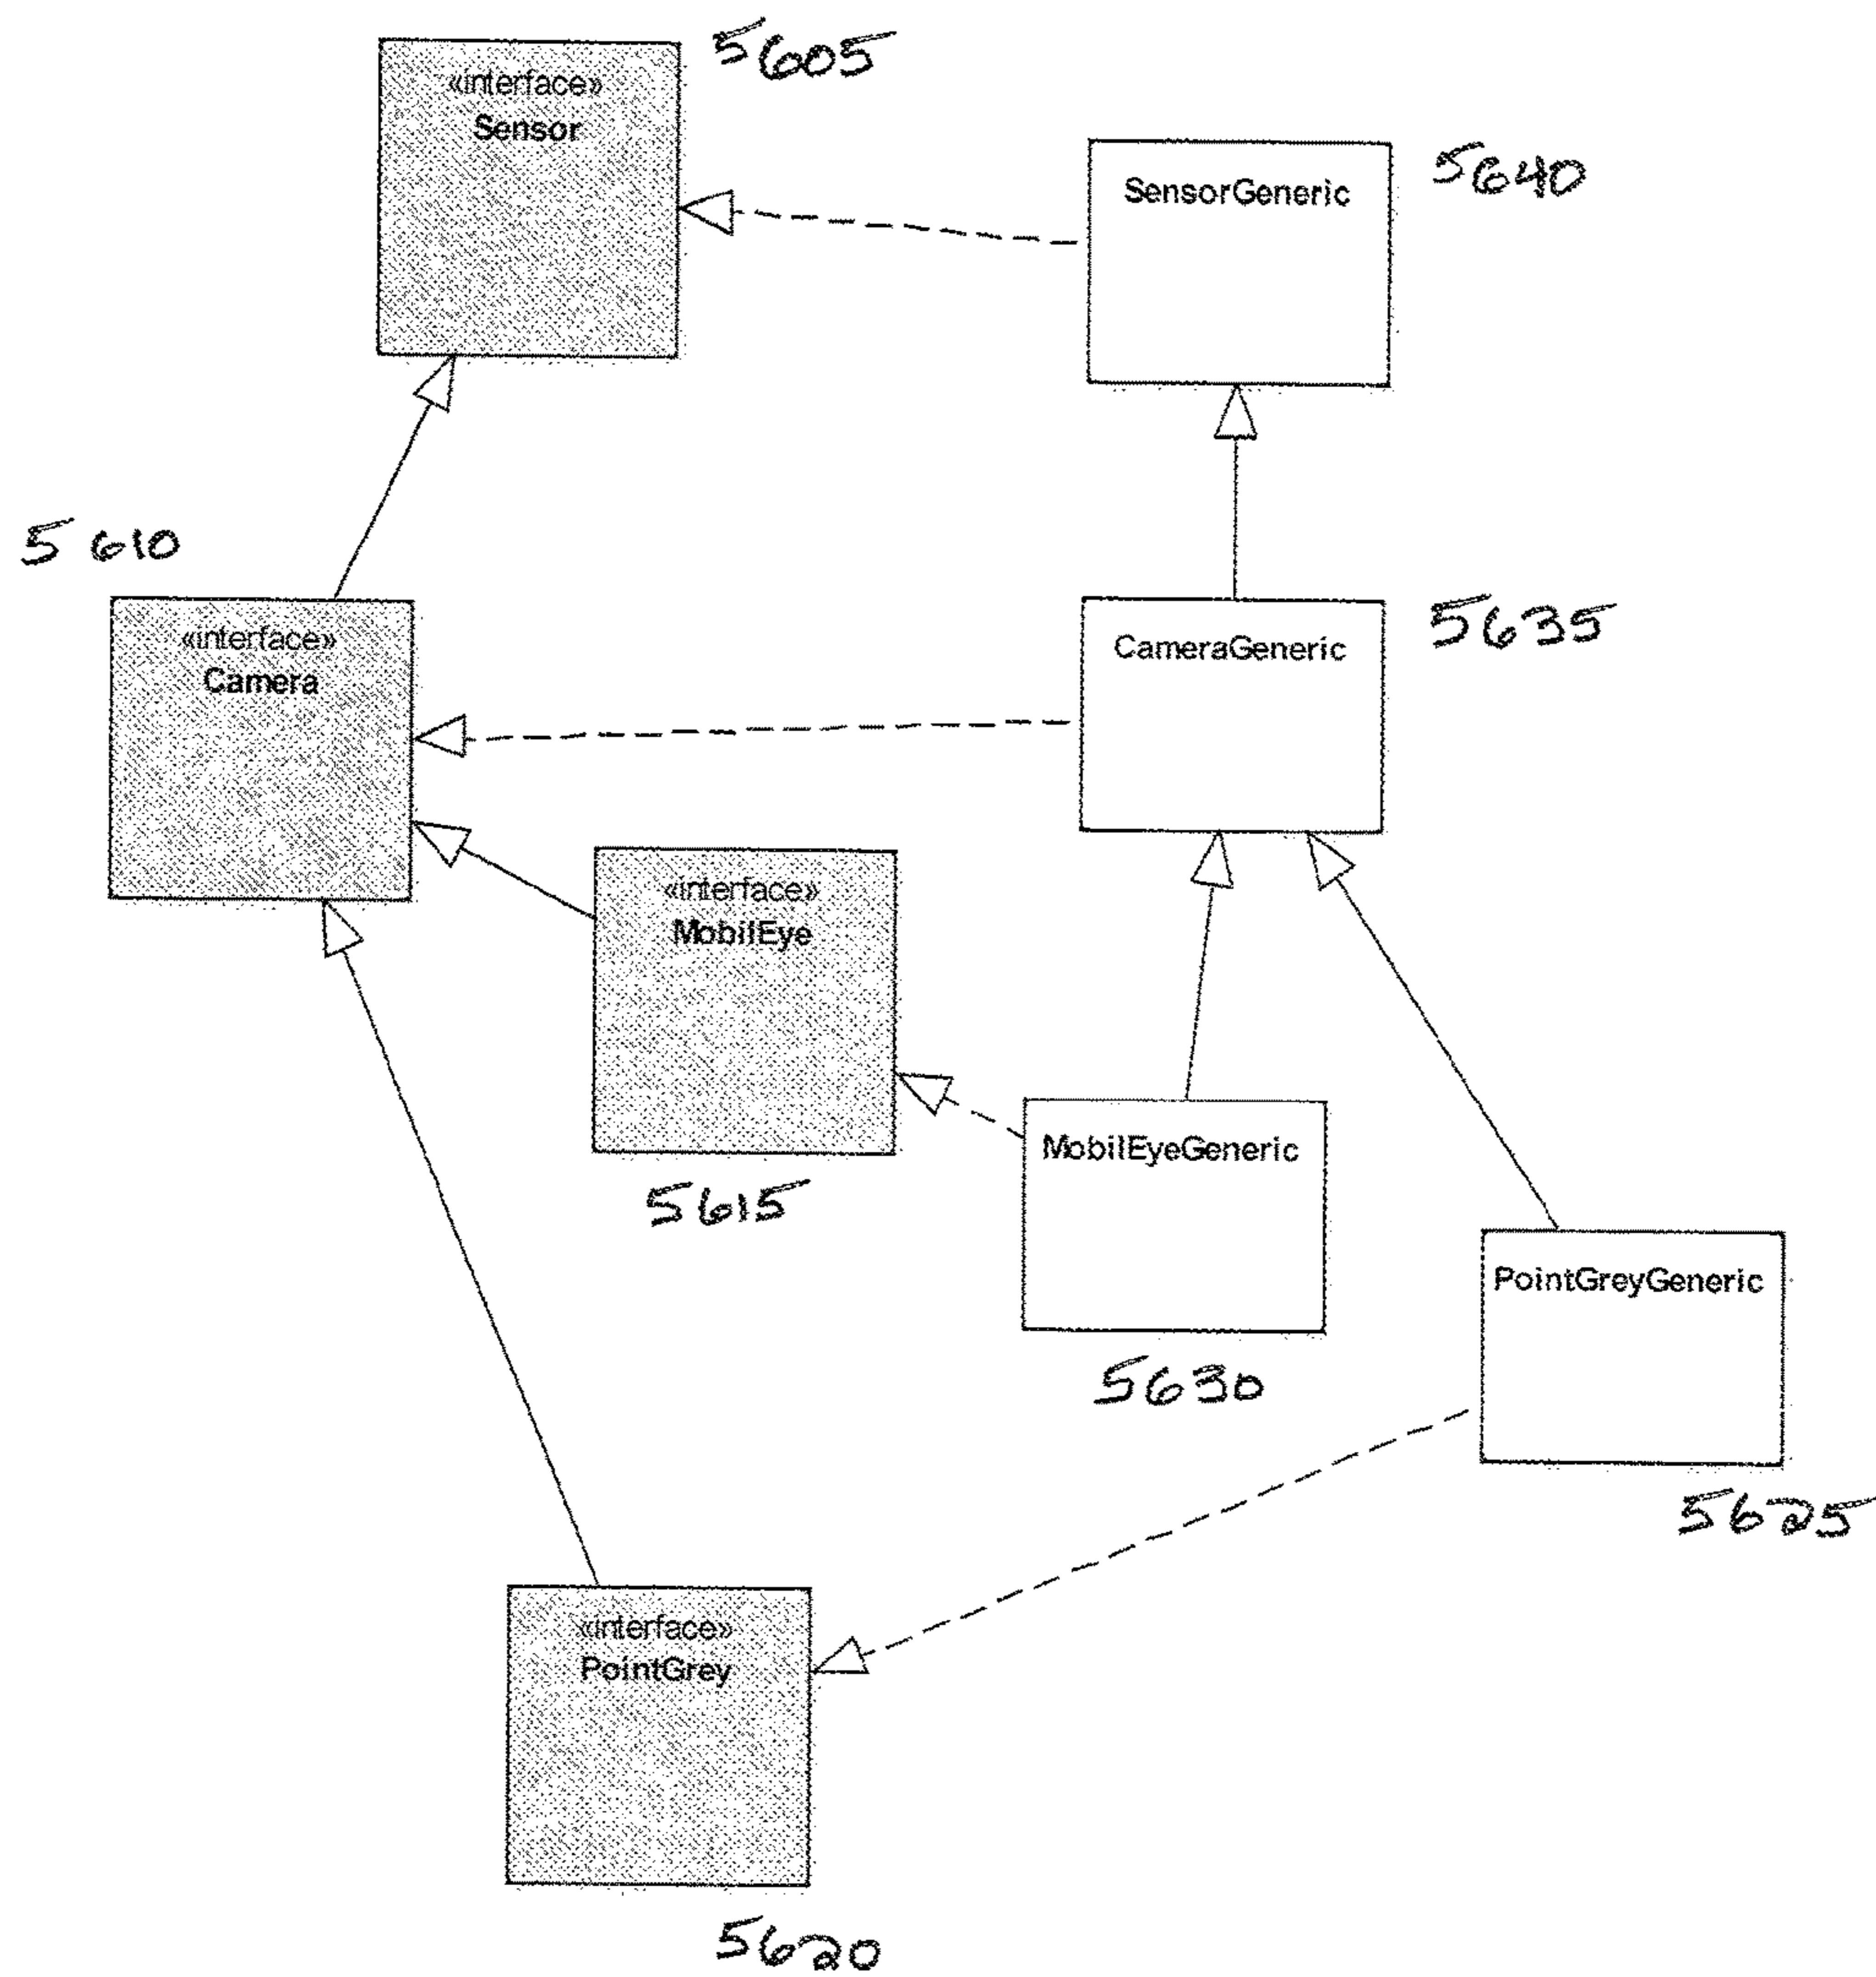 5605
«interface»
Sensor
SensorGeneric
5640
5610
«interface»
Camera
CameraGeneric
5635
«interface»
MobilEye
5615
MobilEyeGeneric
5630
PointGreyGeneric
5625
«interface»
PointGrey
5620